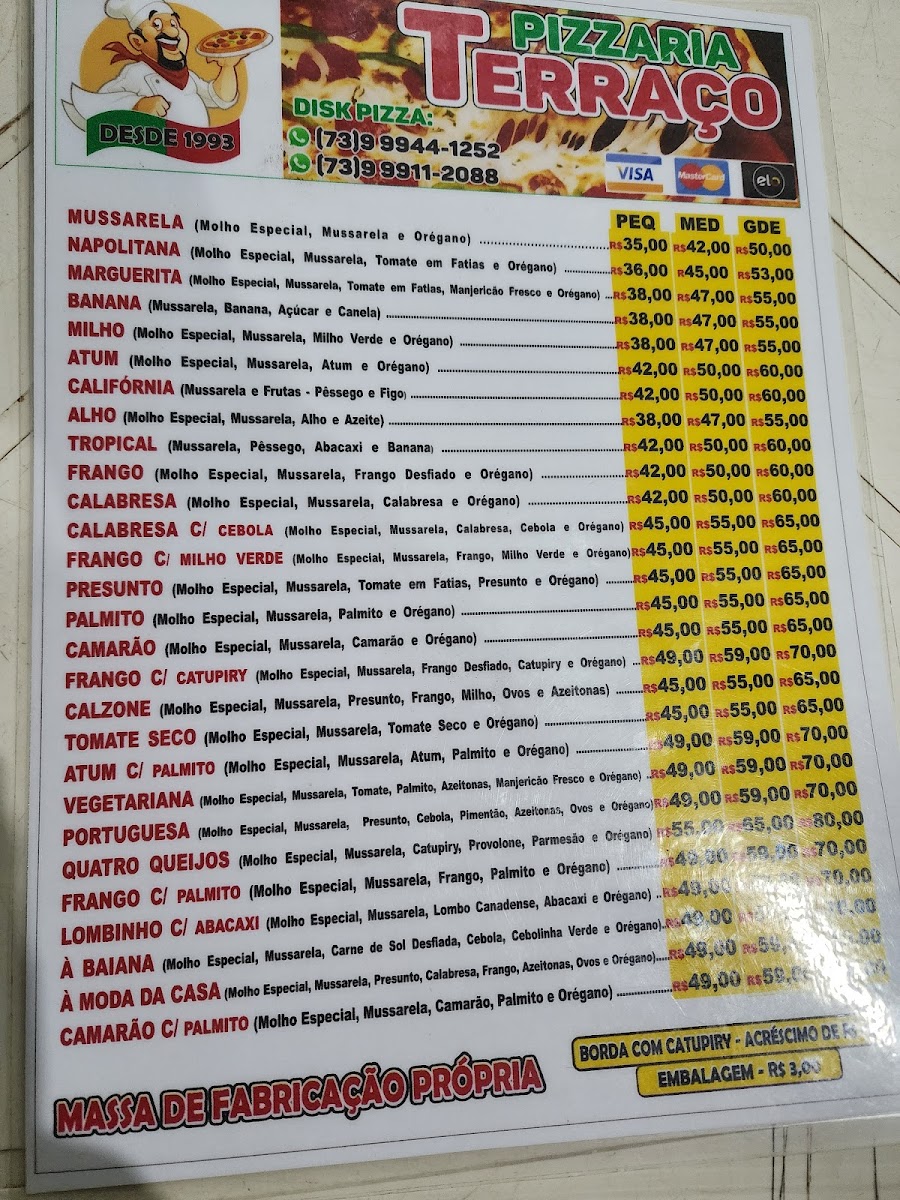 DESDE 1993
PIZZARIA
TERRAÇO
DISK PIZZA:
(73)9 9944-1252
(73)9 9911-2088
VISA MasterCard elo
PEQ MED GDE
MUSSARELA (Molho Especial, Mussarela e Orégano) ........ R$35,00 R$42,00 R$50,00
NAPOLITANA (Molho Especial, Mussarela, Tomate em Fatias e Orégano) ........ R$36,00 R45,00 R$53,00
MARGUERITA (Molho Especial, Mussarela, Tomate em Fatias, Manjericão Fresco e Orégano) ... R$38,00 R$47,00 R$55,00
BANANA (Mussarela, Banana, Açúcar e Canela) ........ R$38,00 R$47,00 R$55,00
MILHO (Molho Especial, Mussarela, Milho Verde e Orégano) ........ R$38,00 R$47,00 R$55,00
ATUM (Molho Especial, Mussarela, Atum e Orégano) ........ R$42,00 R$50,00 R$60,00
CALIFÓRNIA (Mussarela e Frutas - Pêssego e Figo) ........ R$42,00 R$50,00 R$60,00
ALHO (Molho Especial, Mussarela, Alho e Azeite) ........ R$38,00 R$47,00 R$55,00
TROPICAL (Mussarela, Pêssego, Abacaxi e Banana) ........ R$42,00 R$50,00 R$60,00
FRANGO (Molho Especial, Mussarela, Frango Desfiado e Orégano) ........ R$42,00 R$50,00 R$60,00
CALABRESA (Molho Especial, Mussarela, Calabresa e Orégano) ........ R$42,00 R$50,00 R$60,00
CALABRESA C/ CEBOLA (Molho Especial, Mussarela, Calabresa, Cebola e Orégano) R$45,00 R$55,00 R$65,00
FRANGO C/ MILHO VERDE (Molho Especial, Mussarela, Frango, Milho Verde e Orégano) R$45,00 R$55,00 R$65,00
PRESUNTO (Molho Especial, Mussarela, Tomate em Fatias, Presunto e Orégano) ........ R$45,00 R$55,00 R$65,00
PALMITO (Molho Especial, Mussarela, Palmito e Orégano) ........ R$45,00 R$55,00 R$65,00
CAMARÃO (Molho Especial, Mussarela, Camarão e Orégano) ........ R$45,00 R$55,00 R$65,00
FRANGO C/ CATUPIRY (Molho Especial, Mussarela, Frango Desfiado, Catupiry e Orégano) ... R$49,00 R$59,00 R$70,00
CALZONE (Molho Especial, Mussarela, Presunto, Frango, Milho, Ovos e Azeitonas) ........ R$45,00 R$55,00 R$65,00
TOMATE SECO (Molho Especial, Mussarela, Tomate Seco e Orégano) ........ R$45,00 R$55,00 R$65,00
ATUM C/ PALMITO (Molho Especial, Mussarela, Atum, Palmito e Orégano) ........ R$49,00 R$59,00 R$70,00
VEGETARIANA (Molho Especial, Mussarela, Tomate, Palmito, Azeitonas, Manjericão Fresco e Orégano) .. R$49,00 R$59,00 R$70,00
PORTUGUESA (Molho Especial, Mussarela, Presunto, Cebola, Pimentão, Azeitonas, Ovos e Orégano) R$49,00 R$59,00 R$70,00
QUATRO QUEIJOS (Molho Especial, Mussarela, Catupiry, Provolone, Parmesão e Orégano) R$55,00 R$65,00 R$80,00
FRANGO C/ PALMITO (Molho Especial, Mussarela, Frango, Palmito e Orégano) ........ R$49,00 R$59,00 R$70,00
LOMBINHO C/ ABACAXI (Molho Especial, Mussarela, Lombo Canadense, Abacaxi e Orégano) .. R$49,00 R$70,00
À BAIANA (Molho Especial, Mussarela, Carne de Sol Desfiada, Cebola, Cebolinha Verde e Orégano).. R$49,00
À MODA DA CASA (Molho Especial, Mussarela, Presunto, Calabresa, Frango, Azeitonas, Ovos e Orégano)..... R$49,00
CAMARÃO C/ PALMITO (Molho Especial, Mussarela, Camarão, Palmito e Orégano) ........ R$49,00 R$59,00
BORDA COM CATUPIRY - ACRÉSCIMO DE
EMBALAGEM - R$ 3,00
MASSA DE FABRICAÇÃO PRÓPRIA